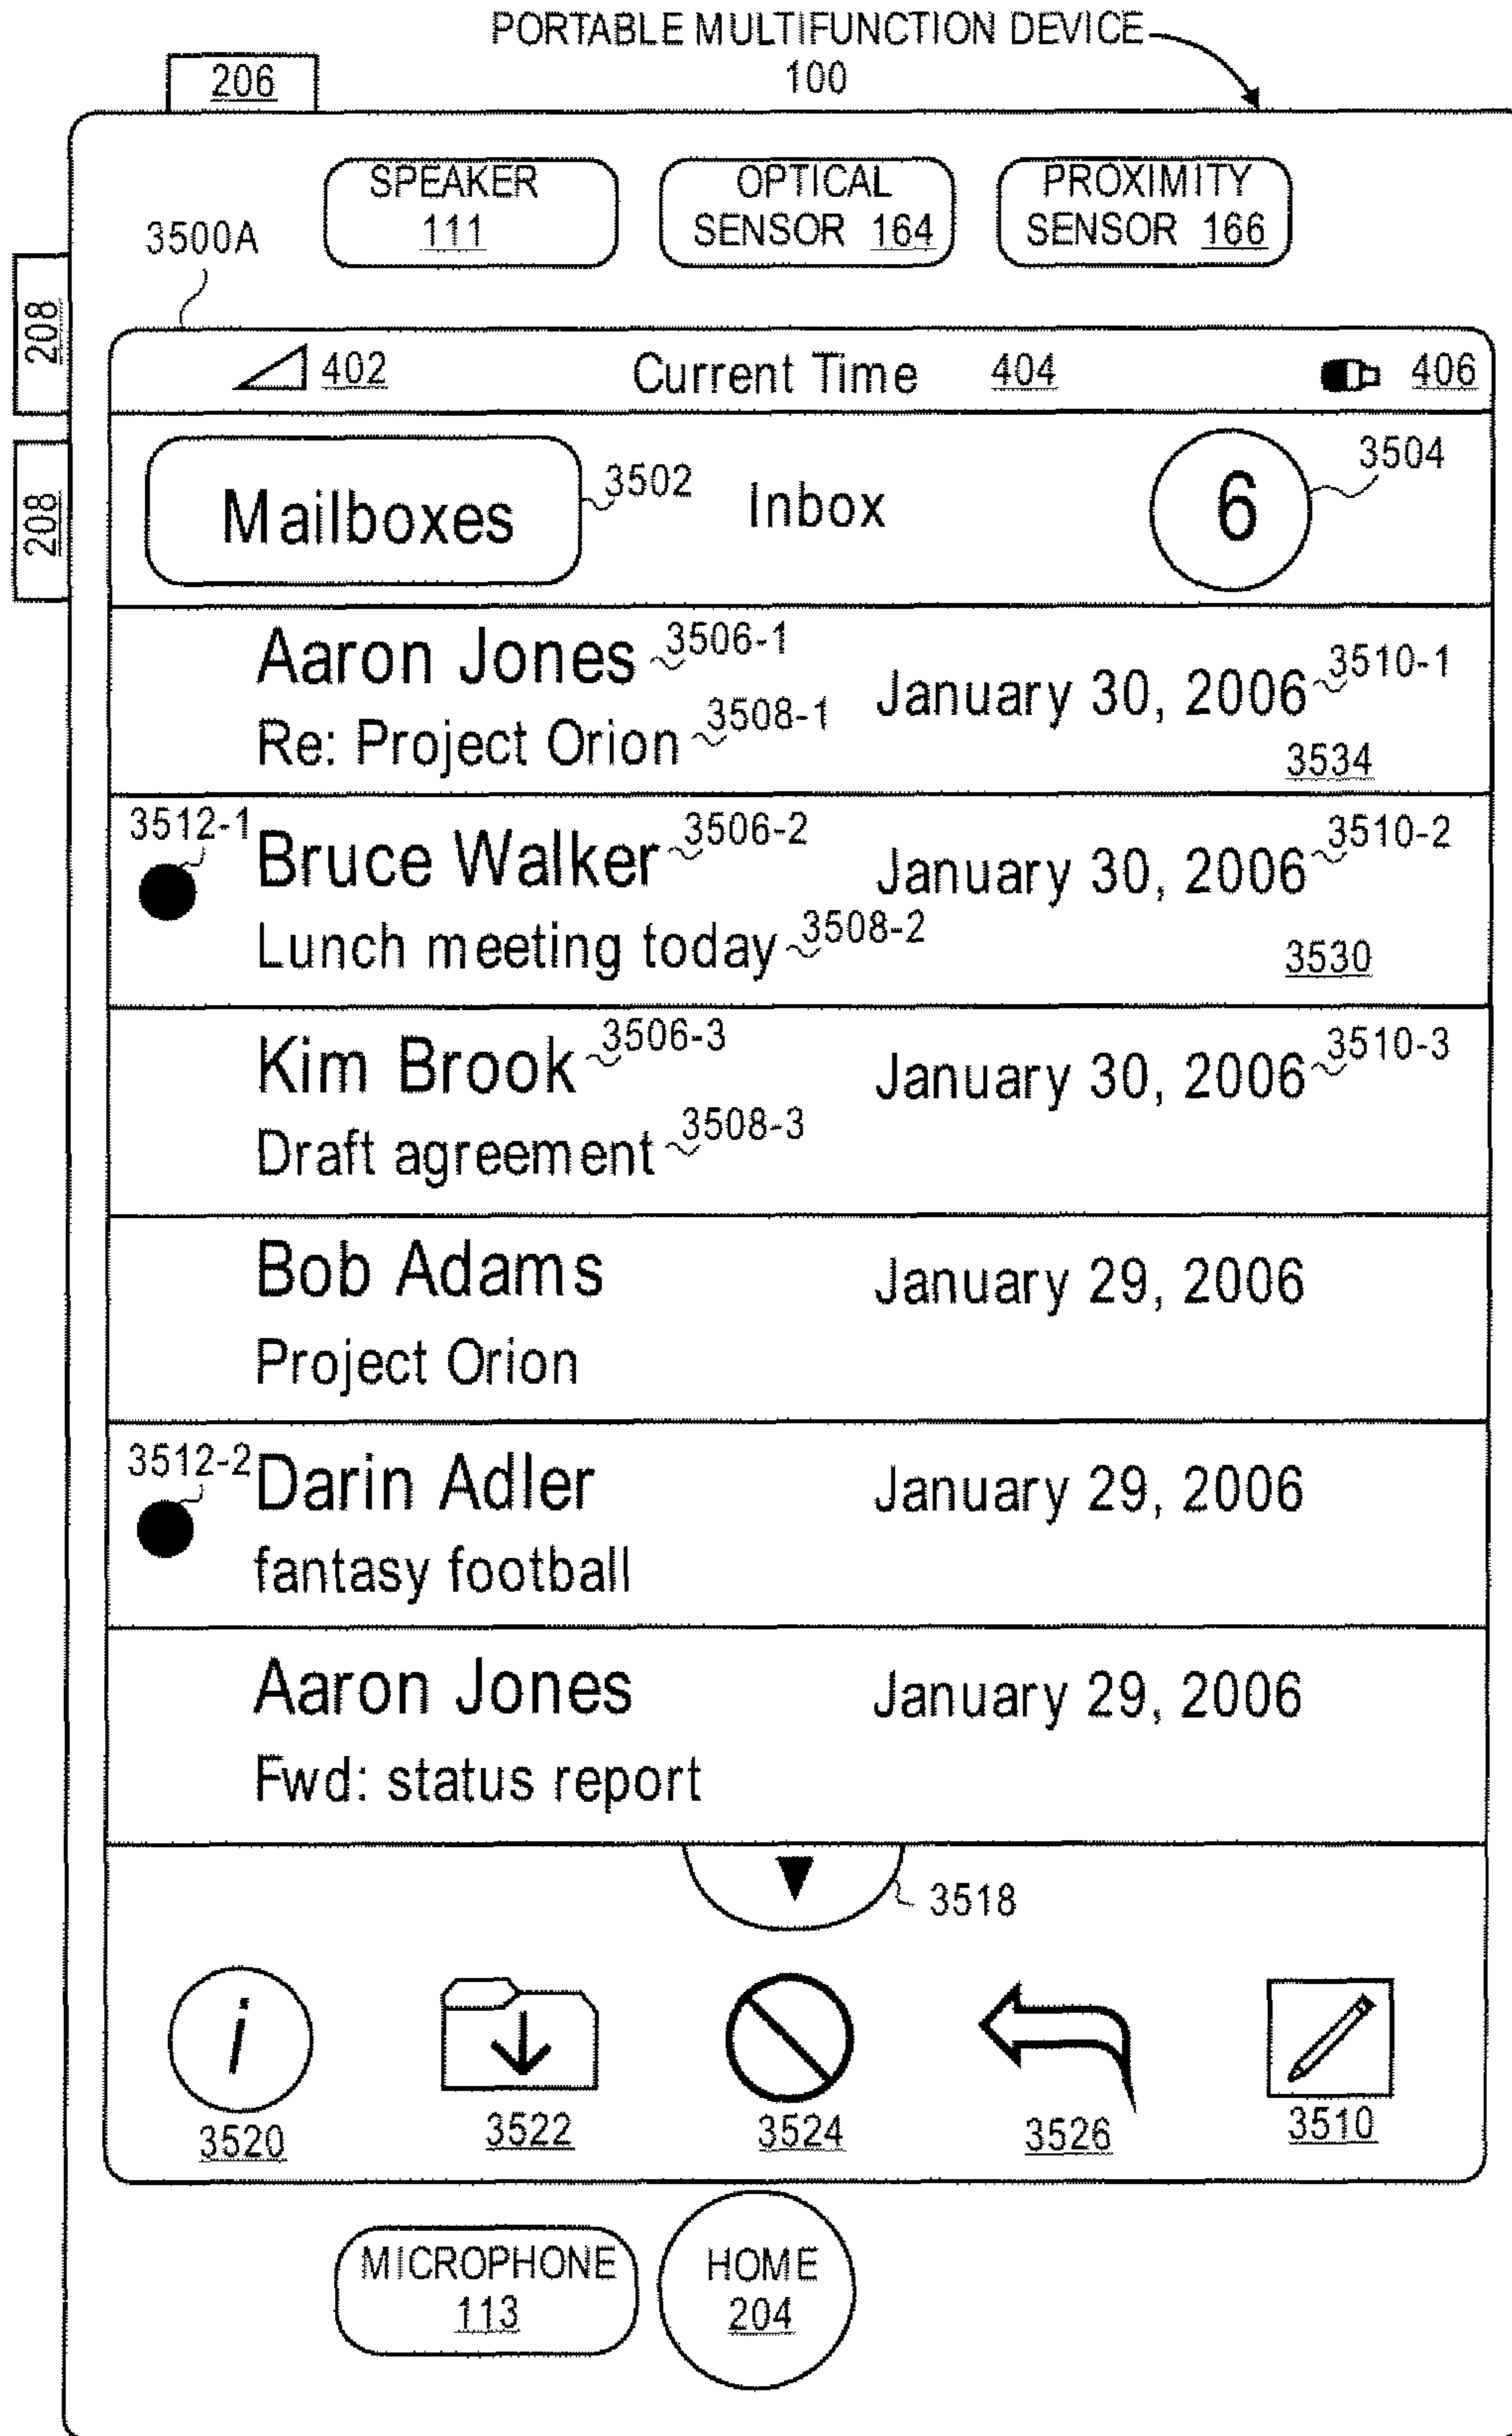 PORTABLE MULTIFUNCTION DEVICE
100
206
SPEAKER
111
OPTICAL
SENSOR 164
PROXIMITY
SENSOR 166
3500A
208
208
402
Current Time 404
406
Mailboxes
3502
Inbox
6
3504
Aaron Jones 3506-1
January 30, 2006 3510-1
Re: Project Orion 3508-1
3534
3512-1
Bruce Walker 3506-2
January 30, 2006 3510-2
Lunch meeting today 3508-2
3530
Kim Brook 3506-3
January 30, 2006 3510-3
Draft agreement 3508-3
Bob Adams
January 29, 2006
Project Orion
3512-2
Darin Adler
January 29, 2006
fantasy football
Aaron Jones
January 29, 2006
Fwd: status report
3518
i
3520
3522
3524
3526
3510
MICROPHONE
113
HOME
204